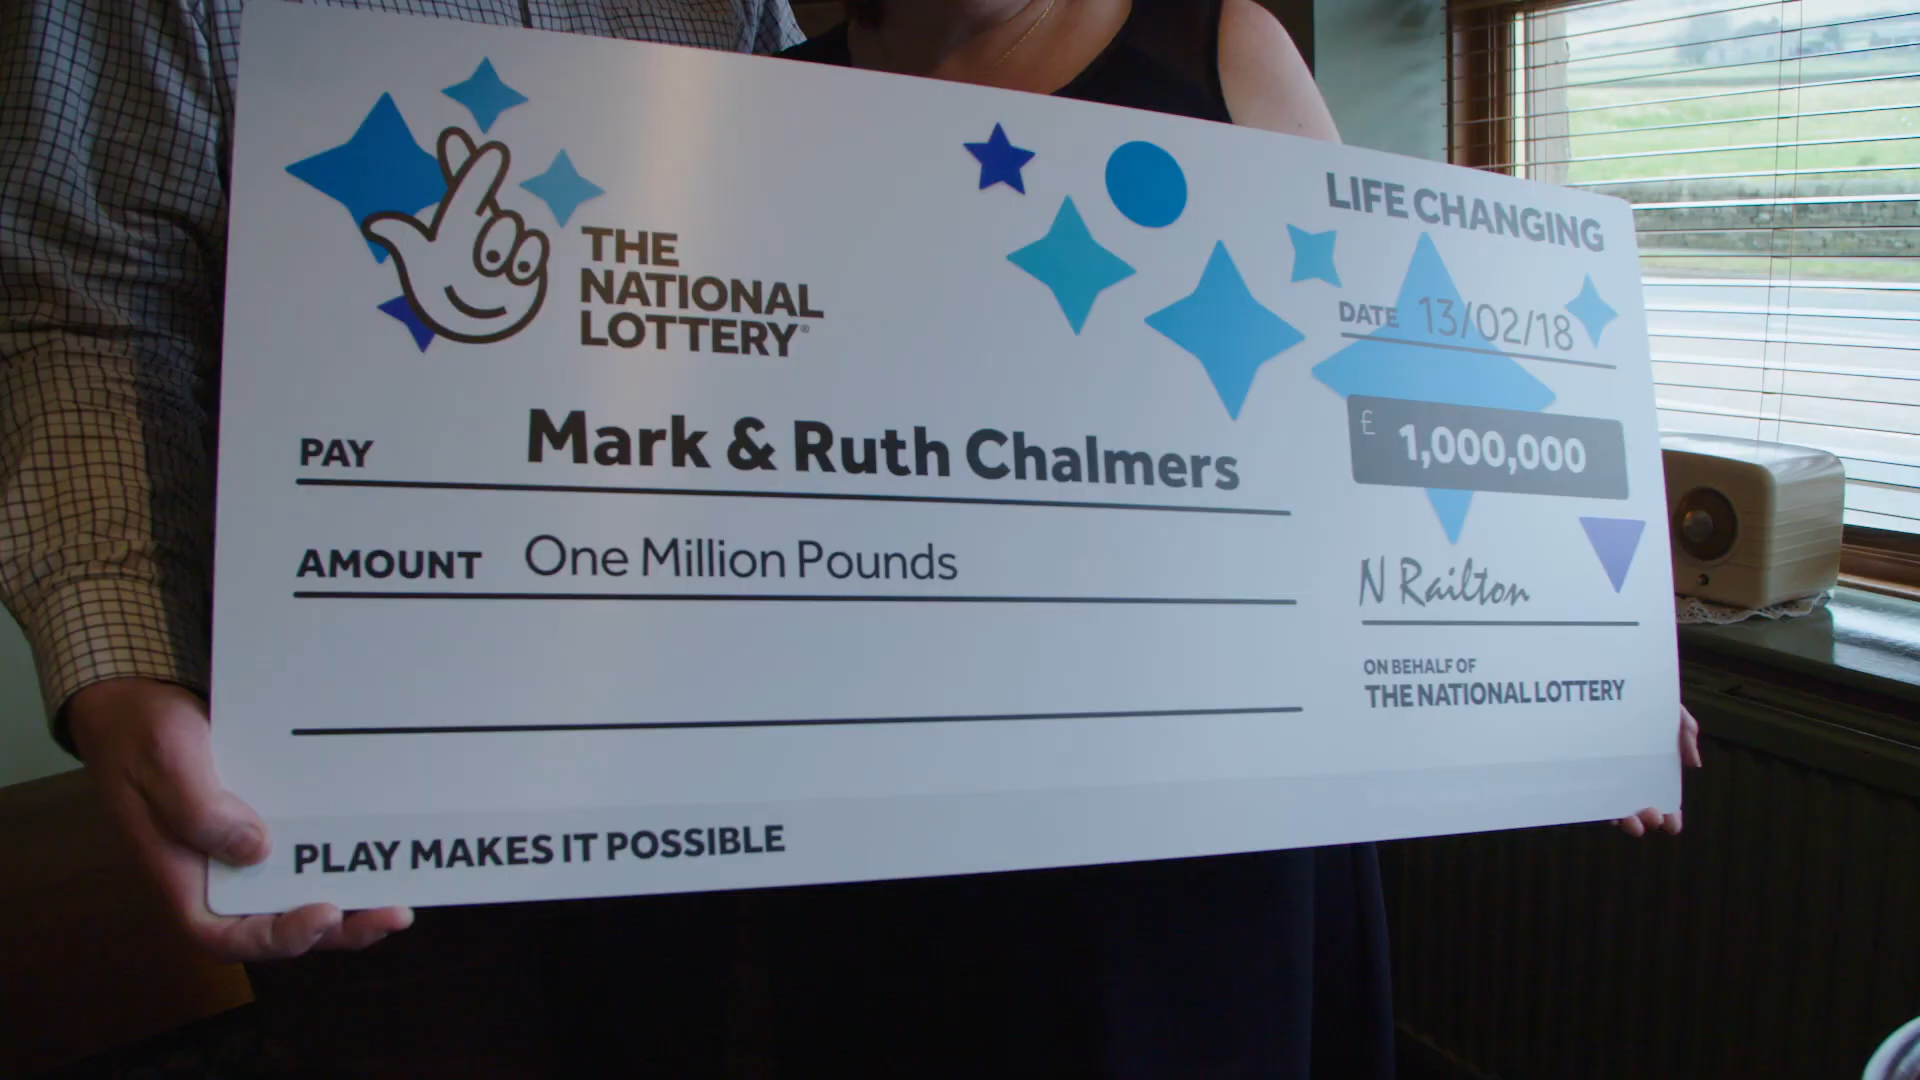 THE
NATIONAL
LOTTERY®
LIFE CHANGING
DATE 13/02/18
PAY Mark & Ruth Chalmers
£ 1,000,000
AMOUNT One Million Pounds
N Railton
ON BEHALF OF
THE NATIONAL LOTTERY
PLAY MAKES IT POSSIBLE